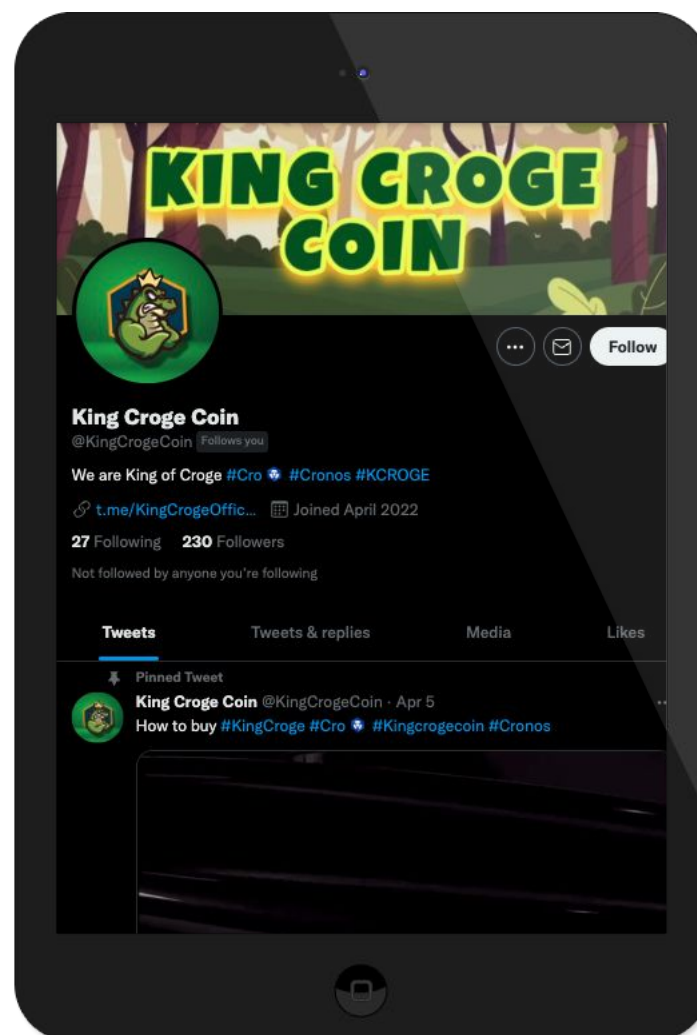 KING CROGE
COIN
Follow
King Croge Coin
@KingCrogeCoin Follows you
We are King of Croge #Cro #Cronos #KCROGE
t.me/KingCrogeOffic... Joined April 2022
27 Following 230 Followers
Not followed by anyone you're following
Tweets Tweets & replies Media Likes
Pinned Tweet
King Croge Coin @KingCrogeCoin · Apr 5
How to buy #KingCroge #Cro #Kingcrogecoin #Cronos